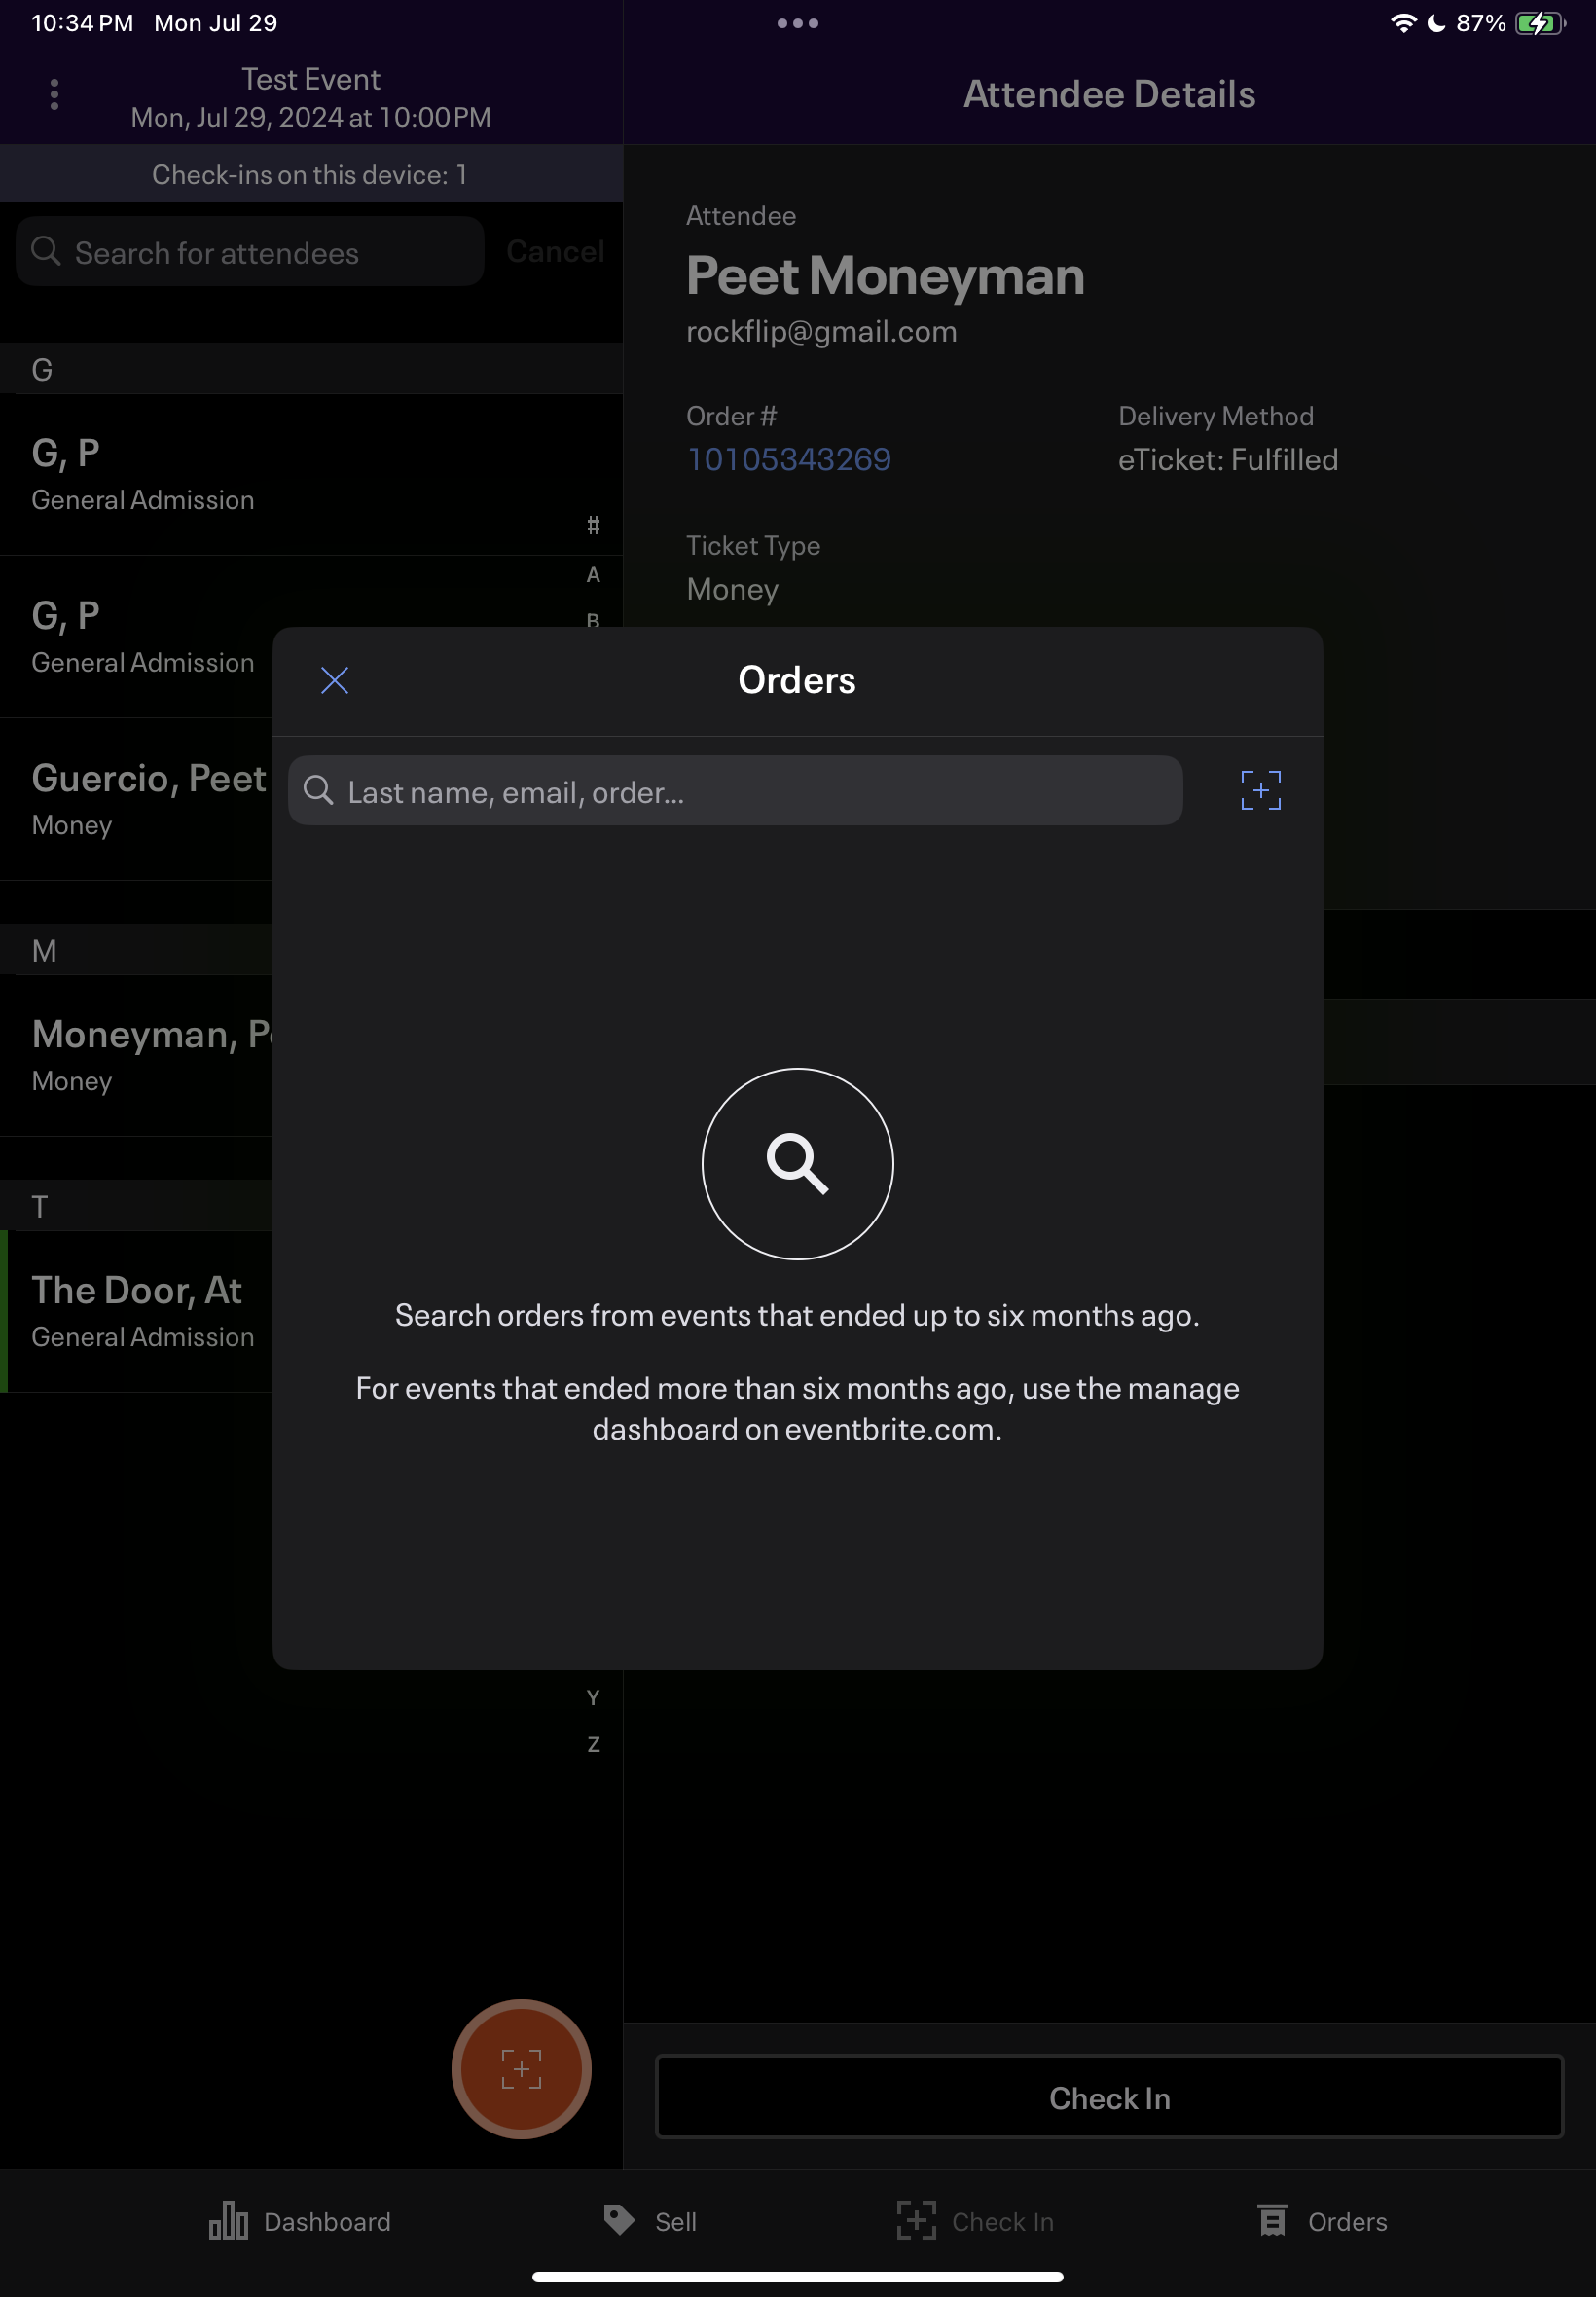 10:34 PM Mon Jul 29
87%
Test Event
Mon, Jul 29, 2024 at 10:00 PM
Check-ins on this device: 1
Search for attendees
Cancel
G
G, P
General Admission
G, P
General Admission
Guercio, Peet
Money
M
Moneyman, Pe
Money
T
The Door, At
General Admission
#
A
B
Y
Z
Attendee Details
Attendee
Peet Moneyman
rockflip@gmail.com
Order #
10105343269
Delivery Method
eTicket: Fulfilled
Ticket Type
Money
Orders
Last name, email, order...
Search orders from events that ended up to six months ago.
For events that ended more than six months ago, use the manage
dashboard on eventbrite.com.
Check In
Dashboard
Sell
Check In
Orders